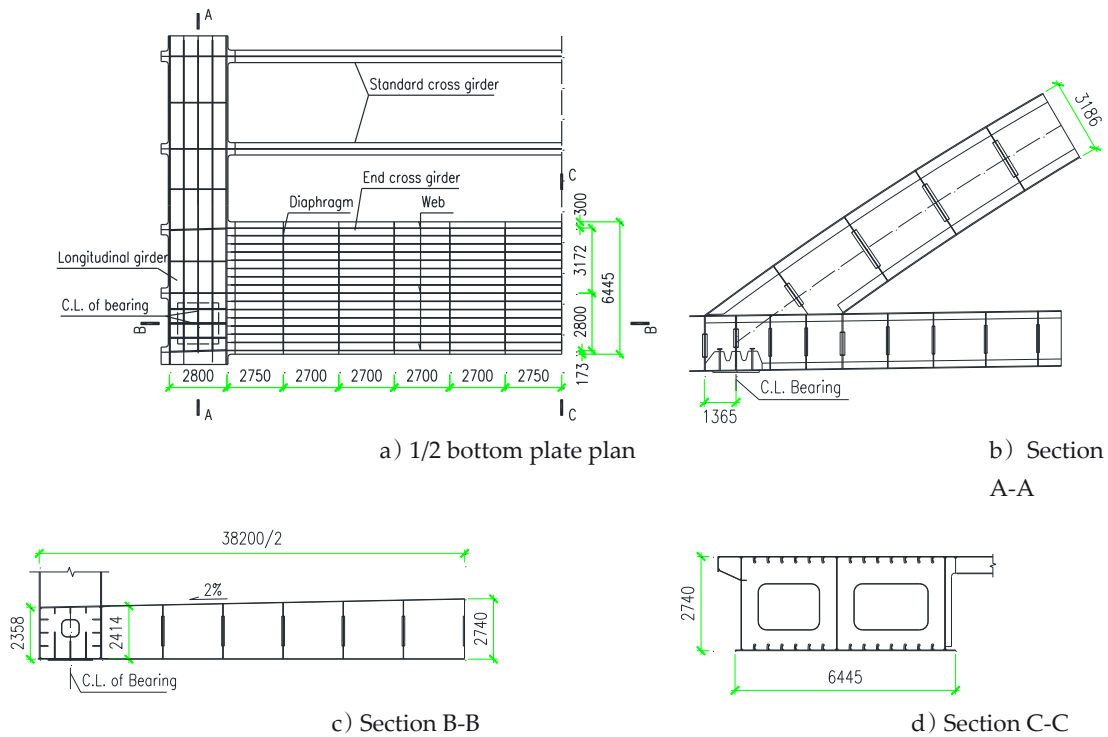 A
A
Standard cross girder
End cross girder
Diaphragm
Web
Longitudinal girder
C.L. of bearing
B
B
C
C
300
3172
2800
173
6445
2800
2750
2700
2700
2700
2700
2750
a) 1/2 bottom plate plan
3186
C.L. Bearing
1365
b) Section
A-A
38200/2
2%
2358
2414
2740
C.L. of Bearing
c) Section B-B
2740
6445
d) Section C-C